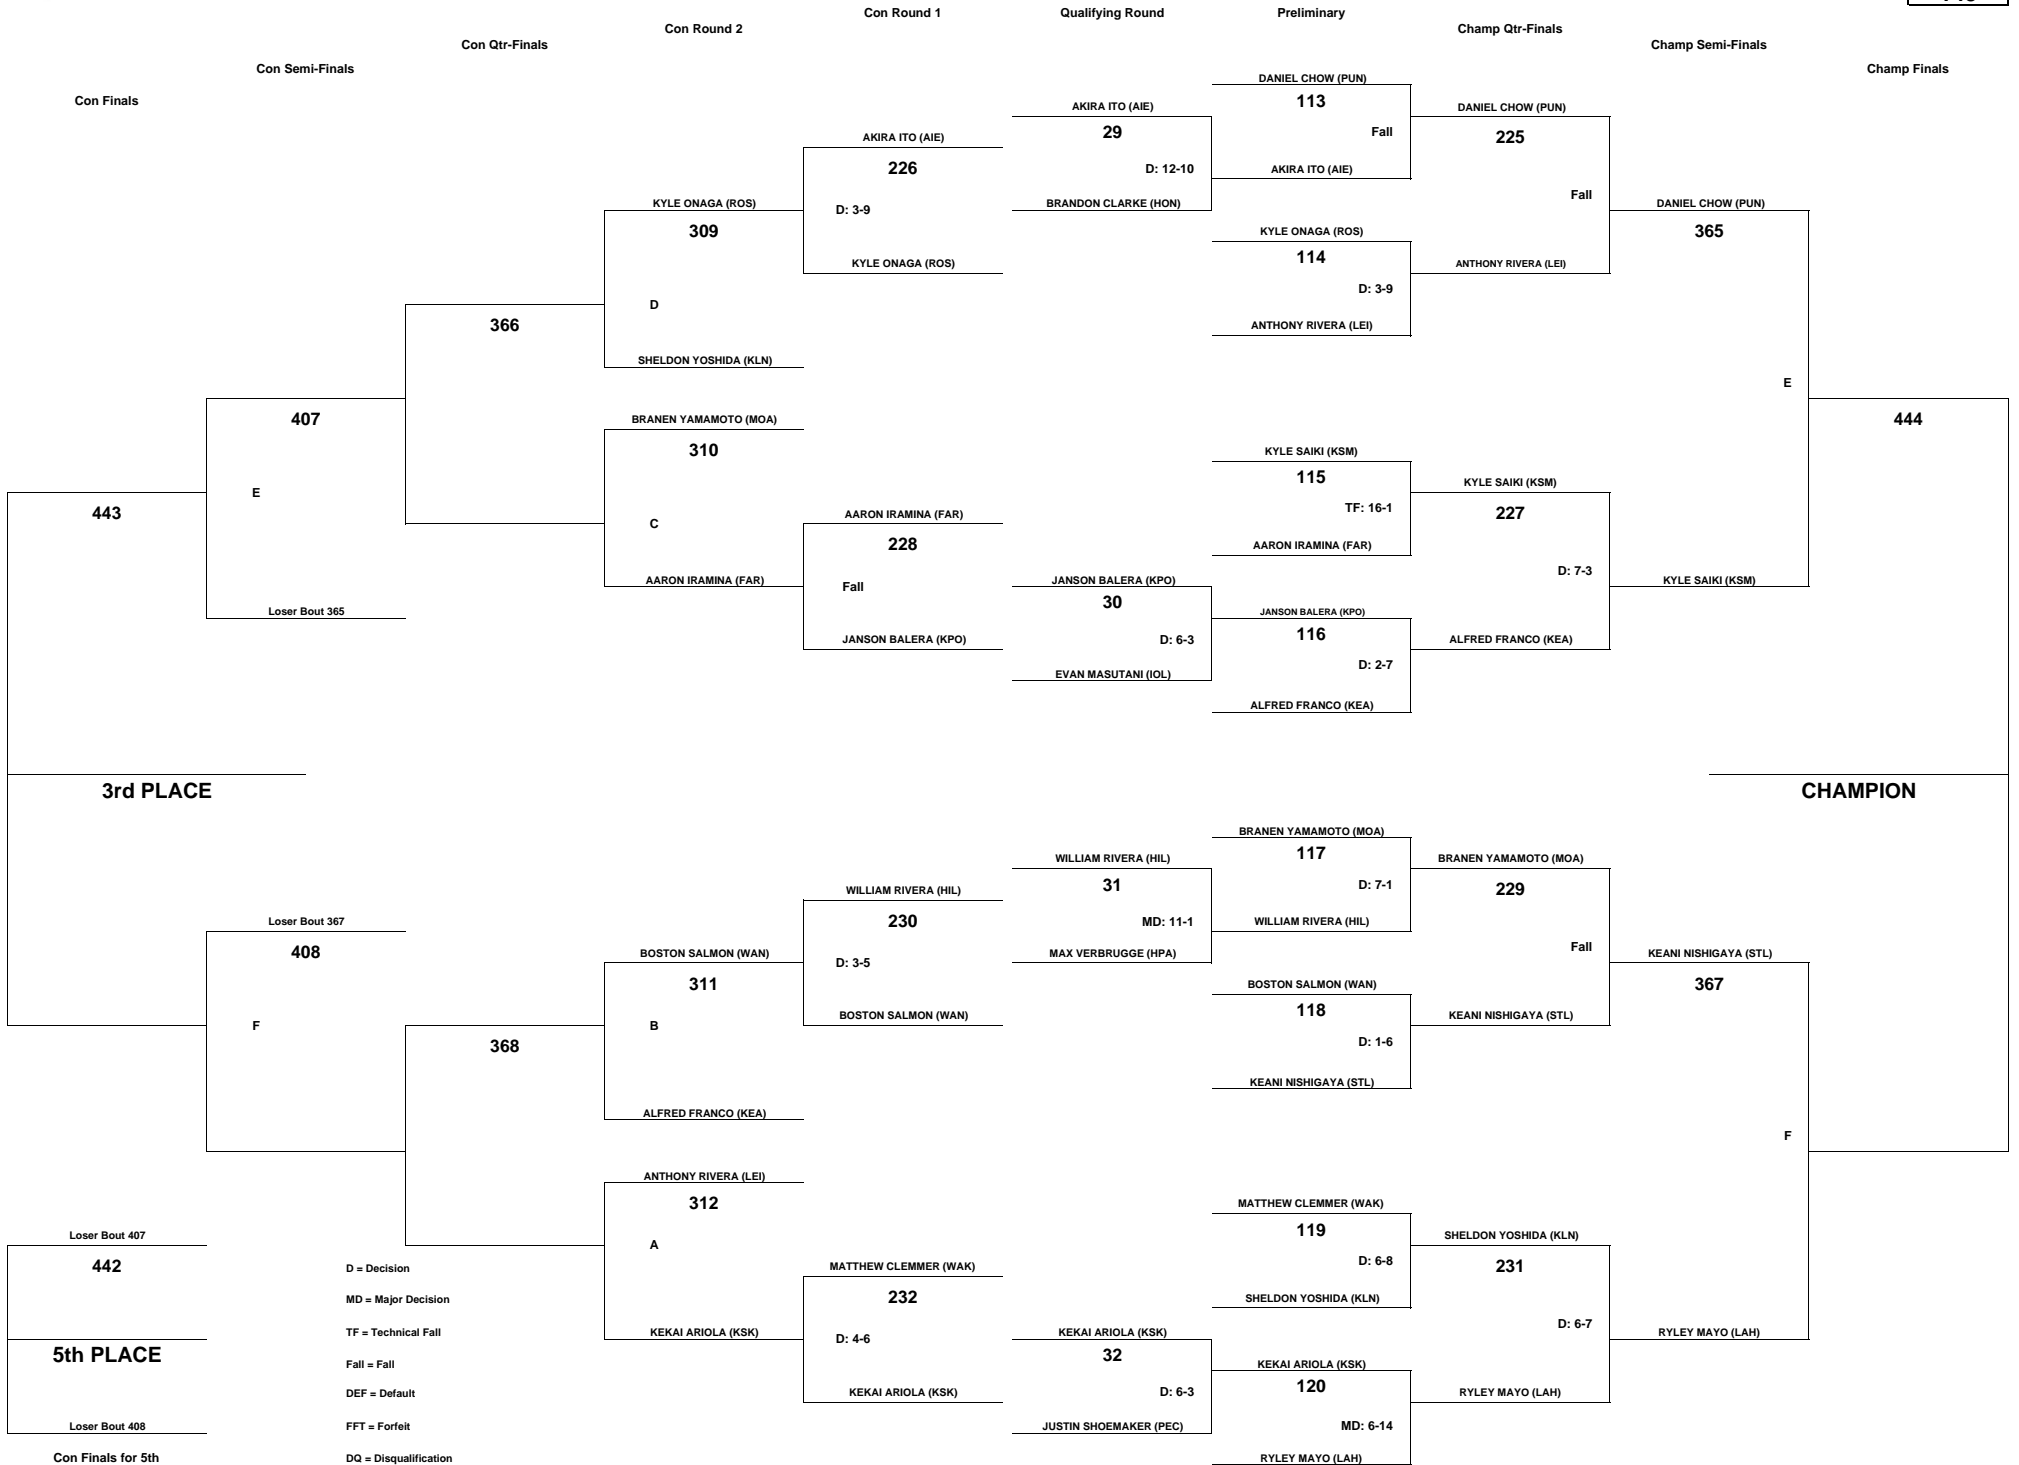 Con Round 1
Qualifying Round
Preliminary
Con Round 2
Champ Qtr-Finals
Con Qtr-Finals
Champ Semi-Finals
Con Semi-Finals
Champ Finals
Con Finals
DANIEL CHOW (PUN)
113
Fall
AKIRA ITO (AIE)
AKIRA ITO (AIE)
29
D: 12-10
BRANDON CLARKE (HON)
DANIEL CHOW (PUN)
225
Fall
ANTHONY RIVERA (LEI)
AKIRA ITO (AIE)
226
D: 3-9
KYLE ONAGA (ROS)
KYLE ONAGA (ROS)
309
D
SHELDON YOSHIDA (KLN)
KYLE ONAGA (ROS)
114
D: 3-9
ANTHONY RIVERA (LEI)
DANIEL CHOW (PUN)
365
E
KYLE SAIKI (KSM)
366
407
E
Loser Bout 365
444
443
BRANEN YAMAMOTO (MOA)
310
C
AARON IRAMINA (FAR)
AARON IRAMINA (FAR)
228
Fall
JANSON BALERA (KPO)
JANSON BALERA (KPO)
30
D: 6-3
EVAN MASUTANI (IOL)
KYLE SAIKI (KSM)
115
TF: 16-1
AARON IRAMINA (FAR)
KYLE SAIKI (KSM)
227
D: 7-3
ALFRED FRANCO (KEA)
JANSON BALERA (KPO)
116
D: 2-7
ALFRED FRANCO (KEA)
3rd PLACE
CHAMPION
BRANEN YAMAMOTO (MOA)
117
D: 7-1
WILLIAM RIVERA (HIL)
WILLIAM RIVERA (HIL)
31
MD: 11-1
MAX VERBRUGGE (HPA)
BRANEN YAMAMOTO (MOA)
229
Fall
KEANI NISHIGAYA (STL)
WILLIAM RIVERA (HIL)
230
D: 3-5
BOSTON SALMON (WAN)
Loser Bout 367
408
F
BOSTON SALMON (WAN)
311
B
ALFRED FRANCO (KEA)
BOSTON SALMON (WAN)
118
D: 1-6
KEANI NISHIGAYA (STL)
KEANI NISHIGAYA (STL)
367
F
RYLEY MAYO (LAH)
368
ANTHONY RIVERA (LEI)
312
A
KEKAI ARIOLA (KSK)
MATTHEW CLEMMER (WAK)
119
D: 6-8
SHELDON YOSHIDA (KLN)
SHELDON YOSHIDA (KLN)
231
D: 6-7
RYLEY MAYO (LAH)
MATTHEW CLEMMER (WAK)
232
D: 4-6
KEKAI ARIOLA (KSK)
KEKAI ARIOLA (KSK)
32
D: 6-3
JUSTIN SHOEMAKER (PEC)
KEKAI ARIOLA (KSK)
120
MD: 6-14
RYLEY MAYO (LAH)
Loser Bout 407
442
5th PLACE
Loser Bout 408
Con Finals for 5th
D = Decision
MD = Major Decision
TF = Technical Fall
Fall = Fall
DEF = Default
FFT = Forfeit
DQ = Disqualification